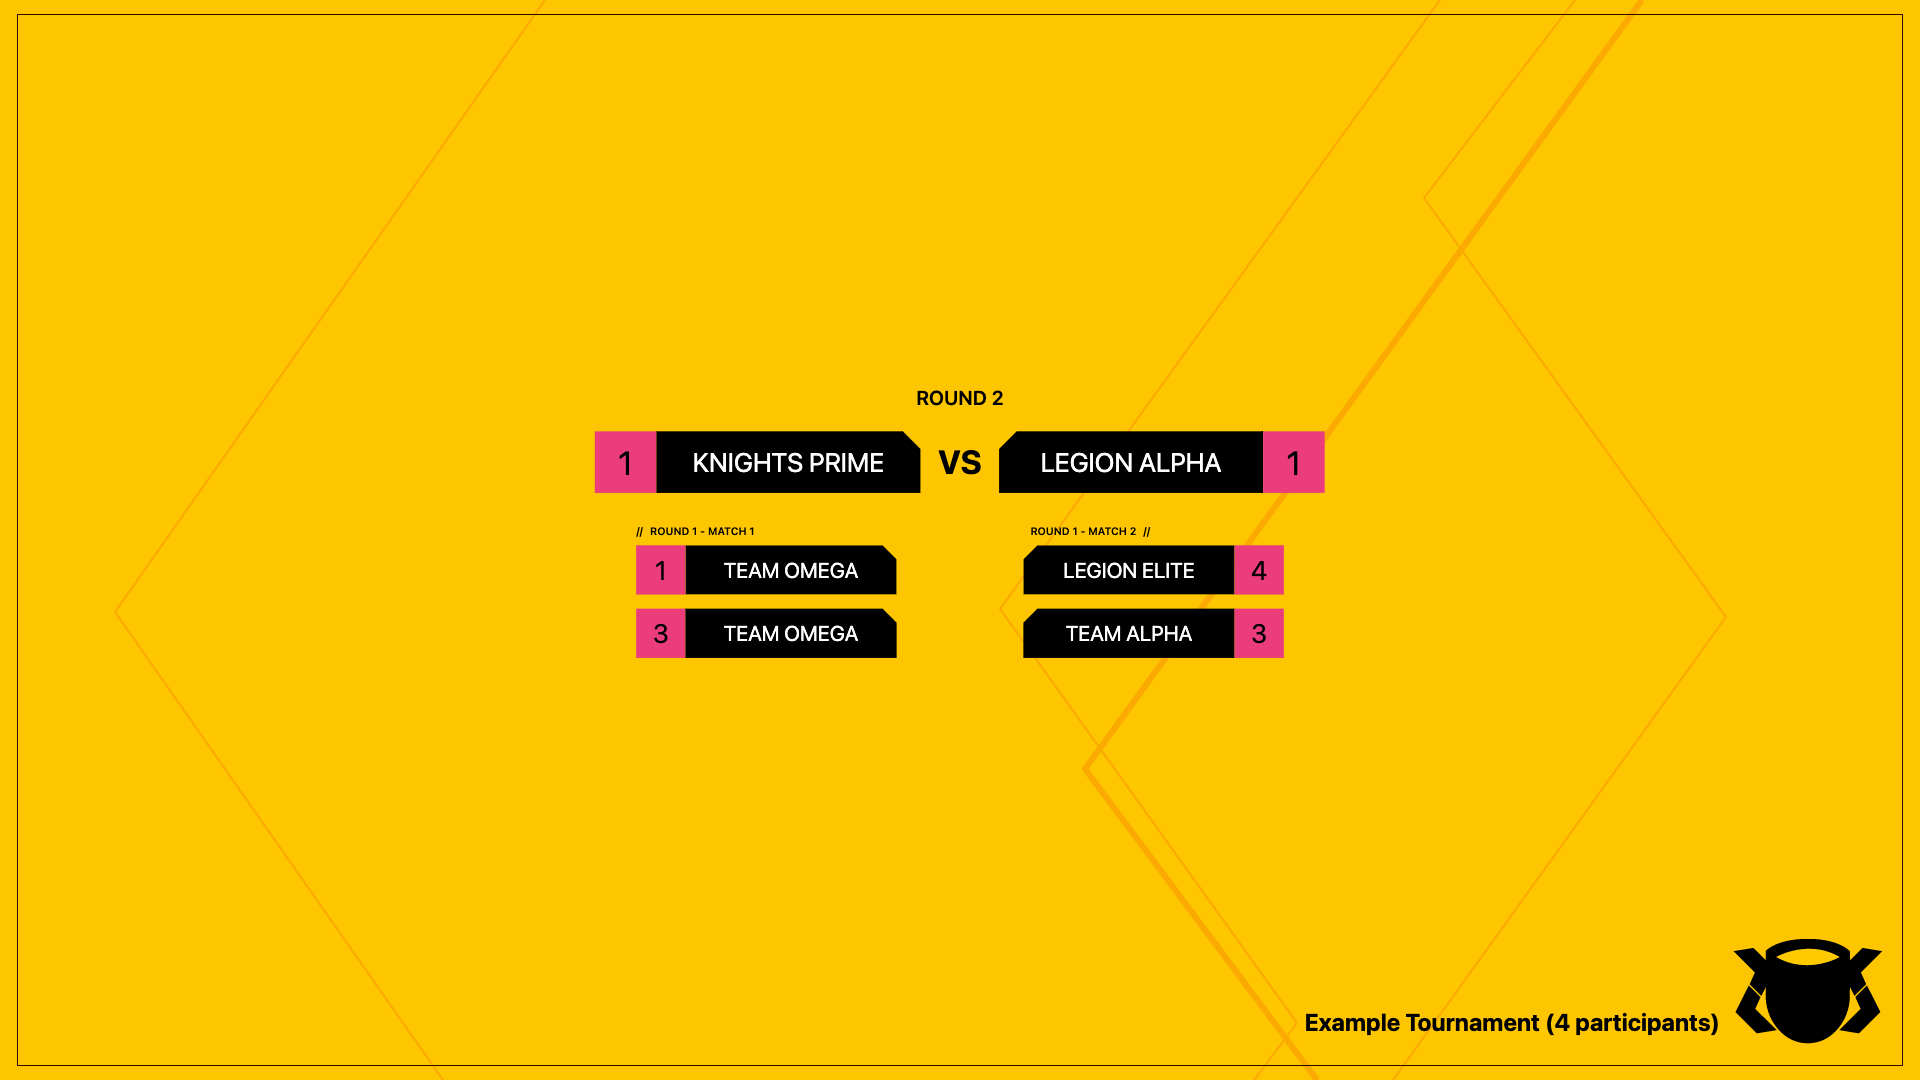 ROUND 2
1 KNIGHTS PRIME VS LEGION ALPHA 1
// ROUND 1 - MATCH 1
1 TEAM OMEGA
3 TEAM OMEGA
ROUND 1 - MATCH 2 //
LEGION ELITE 4
TEAM ALPHA 3
Example Tournament (4 participants)